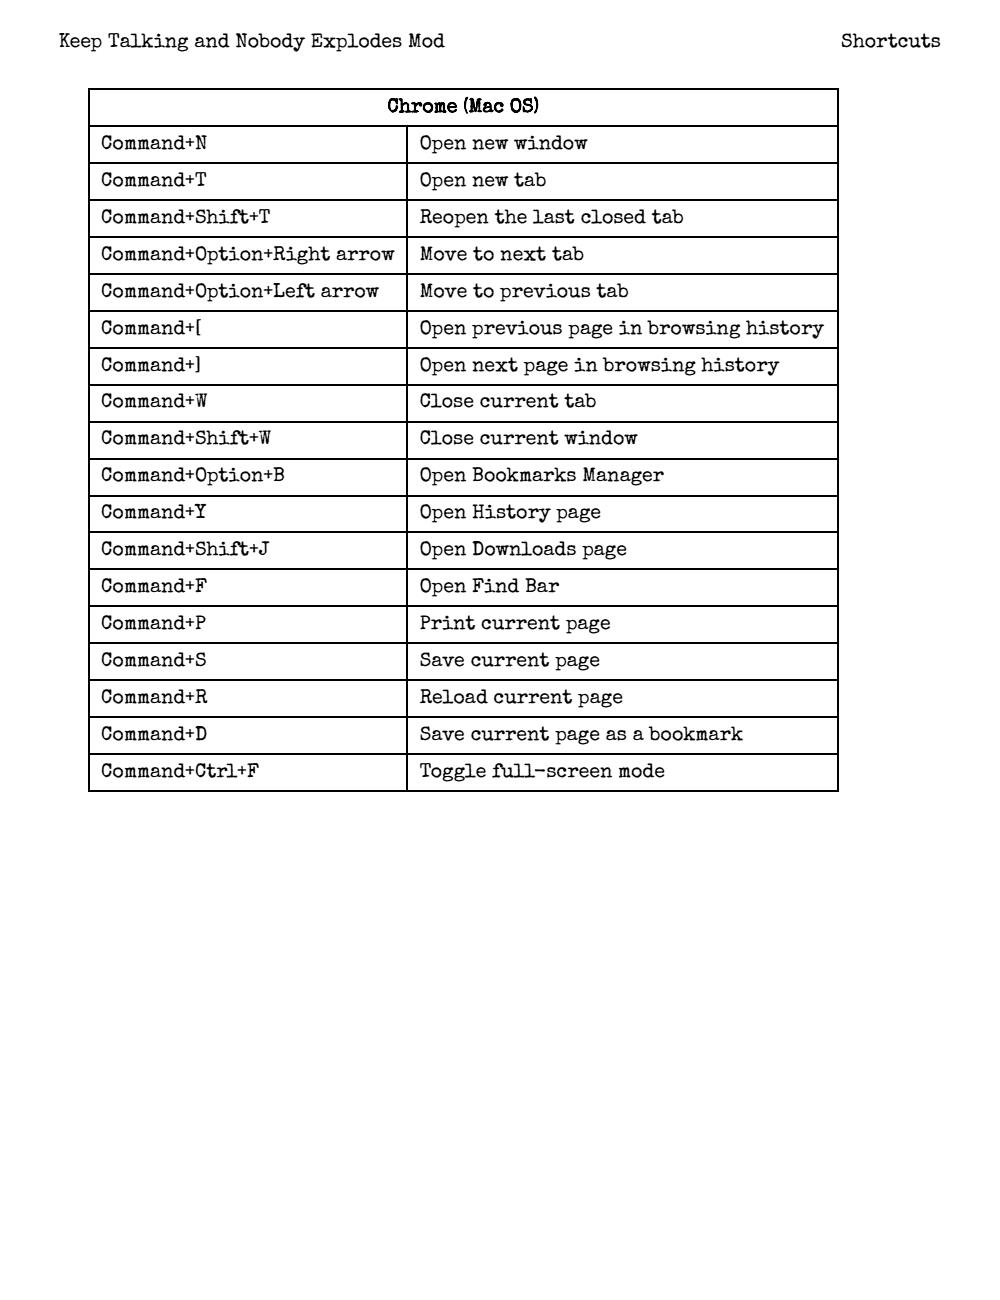 Keep Talking and Nobody Explodes Mod Shortcuts
Chrome (Mac OS)
Command+N Open new window
Command+T Open new tab
Command+Shift+T Reopen the last closed tab
Command+Option+Right arrow Move to next tab
Command+Option+Left arrow Move to previous tab
Command+[ Open previous page in browsing history
Command+] Open next page in browsing history
Command+W Close current tab
Command+Shift+W Close current window
Command+Option+B Open Bookmarks Manager
Command+Y Open History page
Command+Shift+J Open Downloads page
Command+F Open Find Bar
Command+P Print current page
Command+S Save current page
Command+R Reload current page
Command+D Save current page as a bookmark
Command+Ctrl+F Toggle full-screen mode